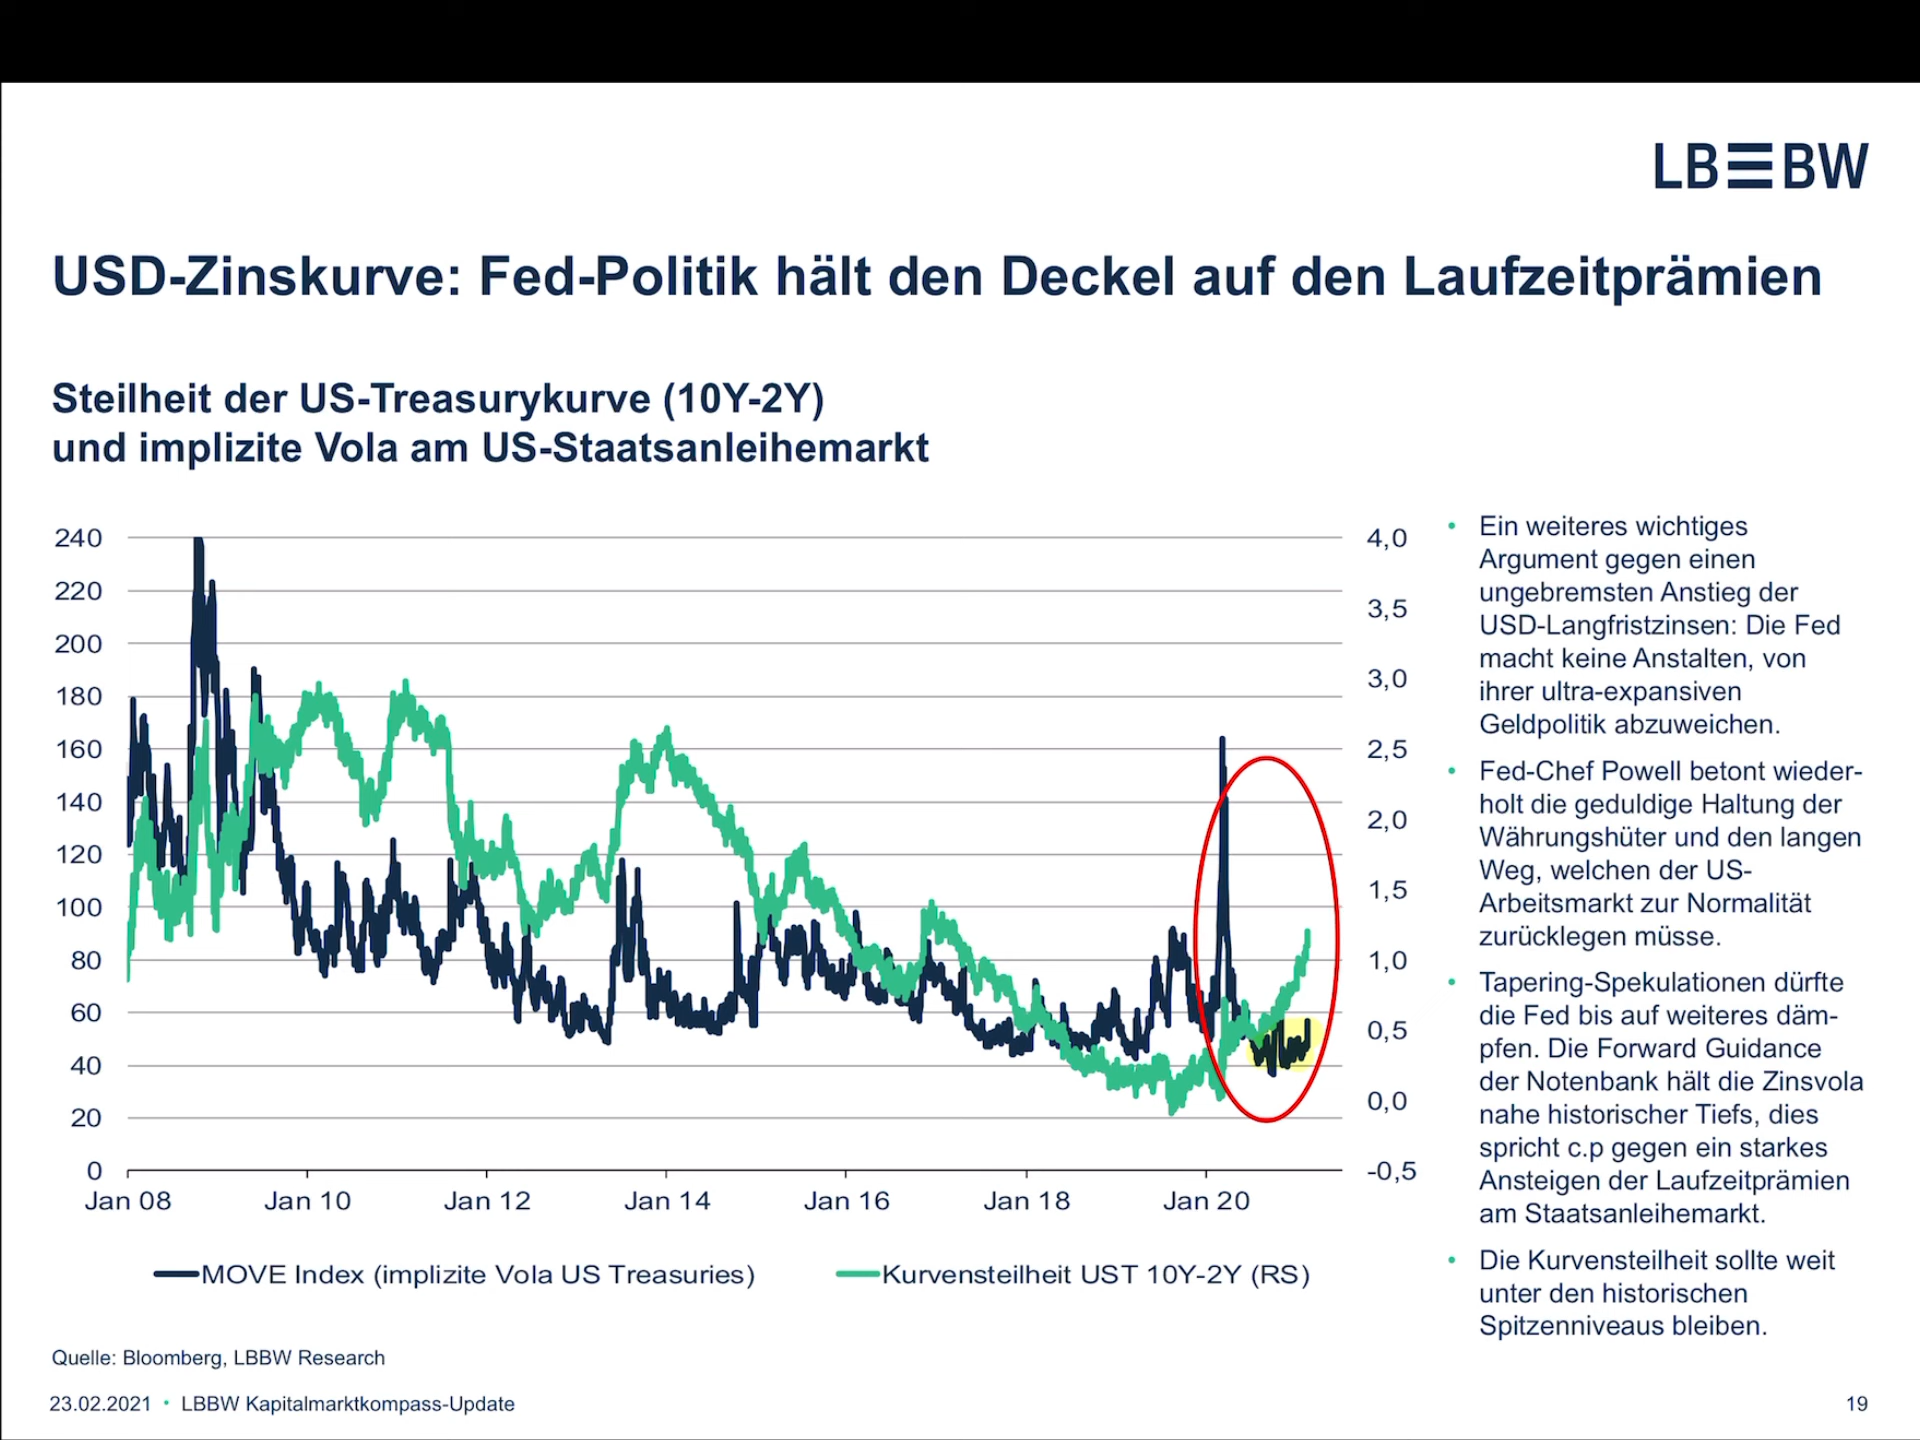 LBBW
USD-Zinskurve: Fed-Politik hält den Deckel auf den Laufzeitprämien
Steilheit der US-Treasurykurve (10Y-2Y)
und implizite Vola am US-Staatsanleihemarkt
240
220
200
180
160
140
120
100
80
60
40
20
0
4,0
3,5
3,0
2,5
2,0
1,5
1,0
0,5
0,0
-0,5
Jan 08
Jan 10
Jan 12
Jan 14
Jan 16
Jan 18
Jan 20
MOVE Index (implizite Vola US Treasuries)
Kurvensteilheit UST 10Y-2Y (RS)
• Ein weiteres wichtiges
Argument gegen einen
ungebremsten Anstieg der
USD-Langfristzinsen: Die Fed
macht keine Anstalten, von
ihrer ultra-expansiven
Geldpolitik abzuweichen.
• Fed-Chef Powell betont wieder-
holt die geduldige Haltung der
Währungshüter und den langen
Weg, welchen der US-
Arbeitsmarkt zur Normalität
zurücklegen müsse.
• Tapering-Spekulationen dürfte
die Fed bis auf weiteres däm-
pfen. Die Forward Guidance
der Notenbank hält die Zinsvola
nahe historischer Tiefs, dies
spricht c.p gegen ein starkes
Ansteigen der Laufzeitprämien
am Staatsanleihemarkt.
• Die Kurvensteilheit sollte weit
unter den historischen
Spitzenniveaus bleiben.
Quelle: Bloomberg, LBBW Research
23.02.2021 • LBBW Kapitalmarktkompass-Update
19